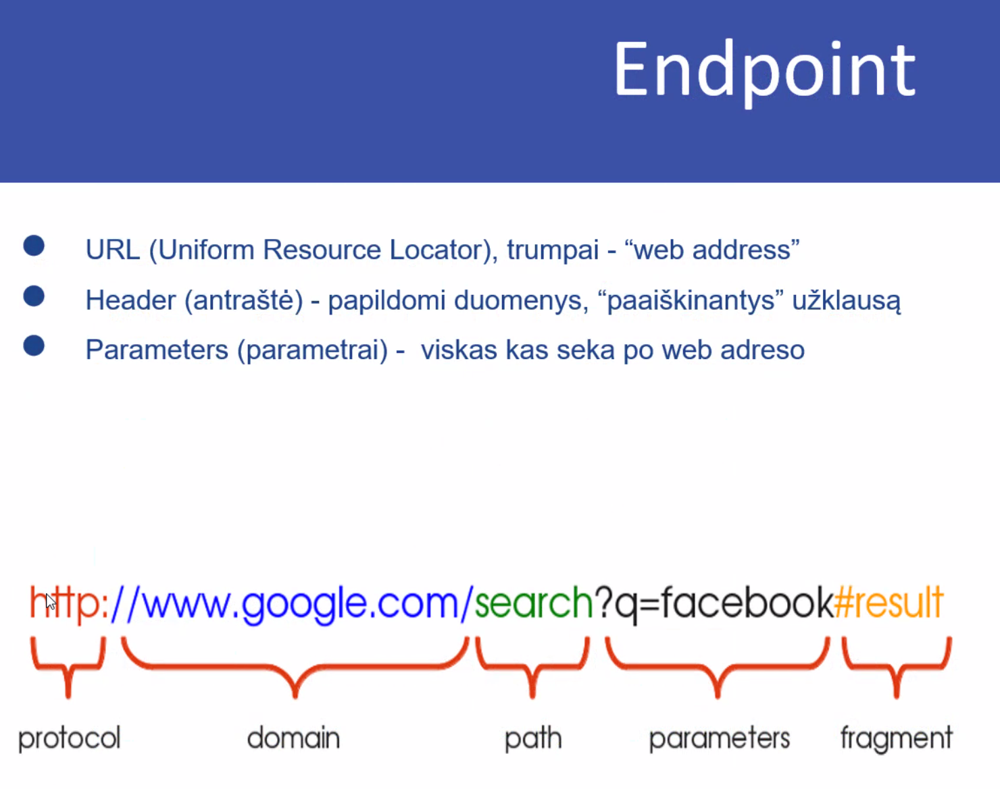 Endpoint
URL (Uniform Resource Locator), trumpai - “web address”
Header (antraštė) - papildomi duomenys, “paaiškinantys” užklausą
Parameters (parametrai) -  viskas kas seka po web adreso
http://www.google.com/search?q=facebook#result
protocol domain path parameters fragment